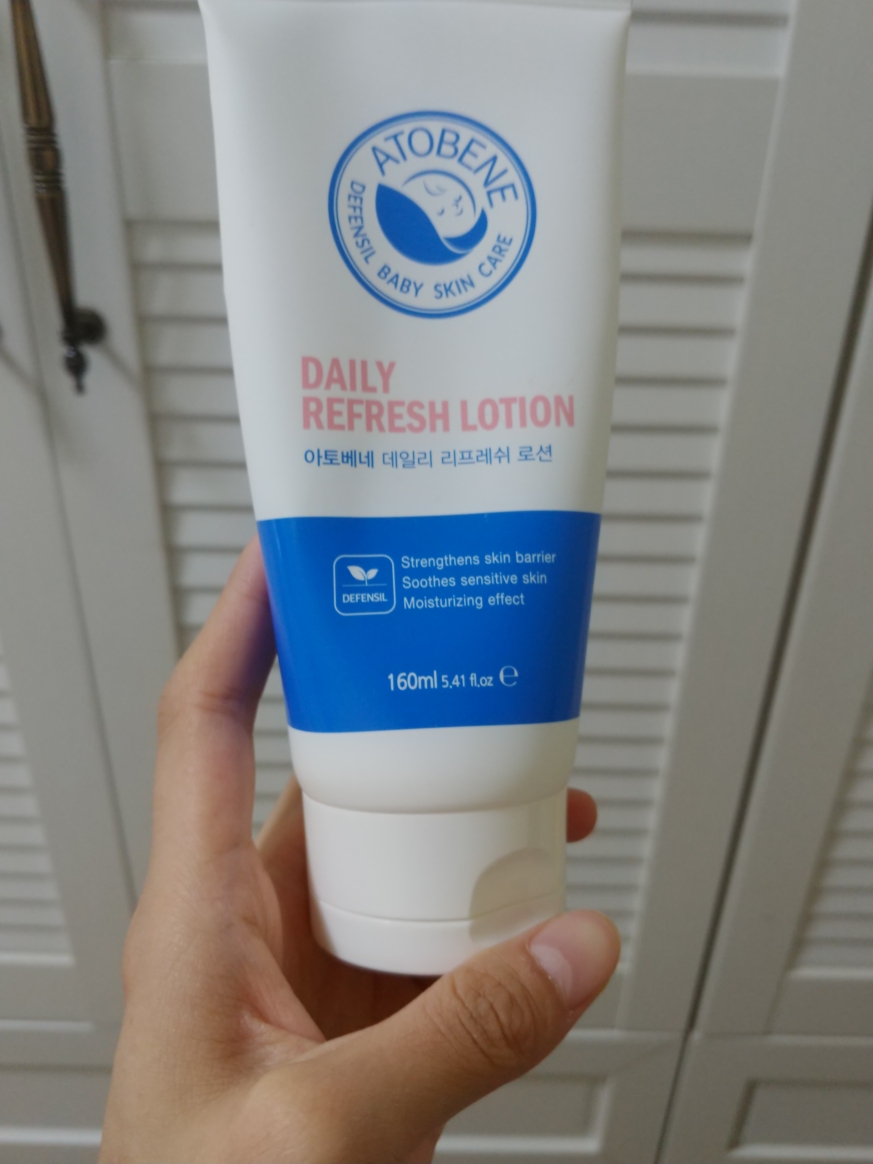 ATOBENE
DEFENSIL BABY SKIN CARE
DAILY
REFRESH LOTION
아토베네 데일리 리프레쉬 로션
DEFENSIL
Strengthens skin barrier
Soothes sensitive skin
Moisturizing effect
160ml 5.41 fl.oz ℮